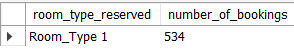 room_type_reserved number_of_bookings
Room_Type 1 534